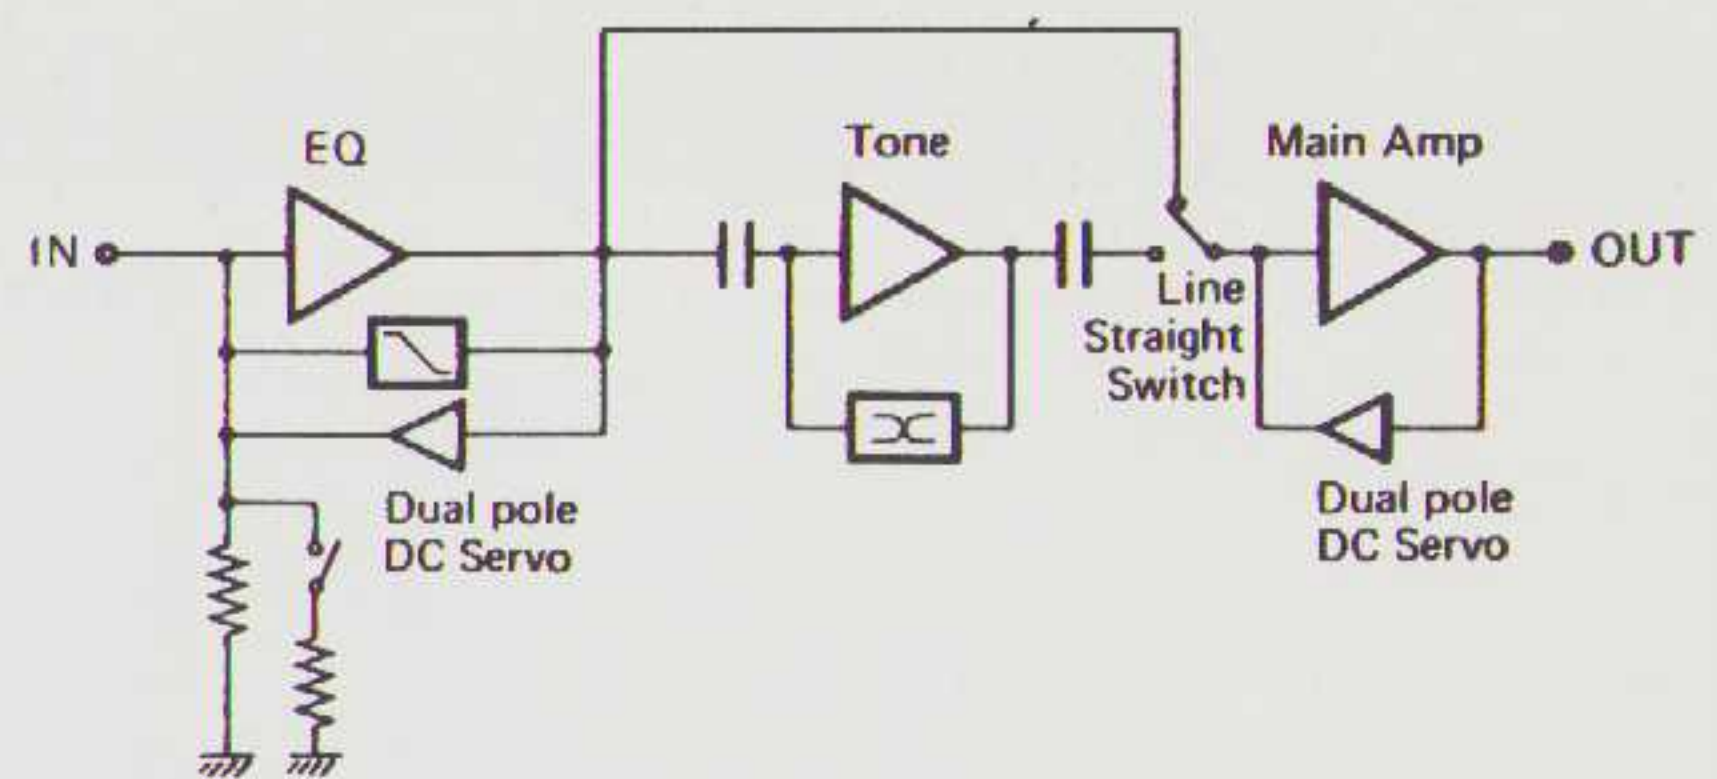 EQ
Tone
Main Amp
IN
OUT
Line
Straight
Switch
Dual pole
DC Servo
Dual pole
DC Servo